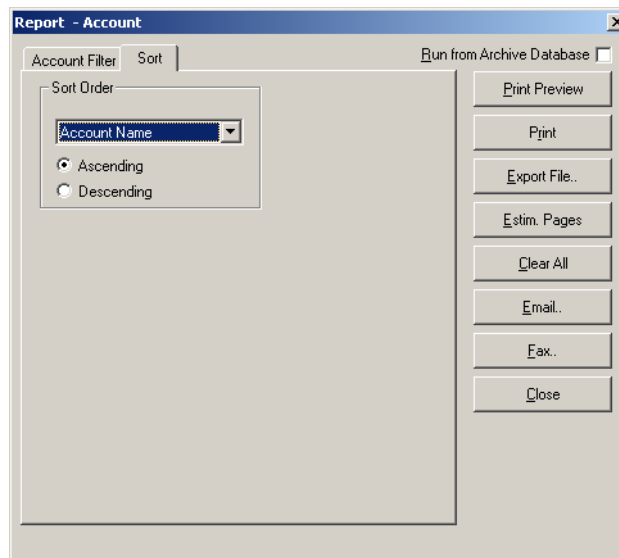 Report - Account
Account Filter
Sort
Run from Archive Database
Sort Order
Account Name
Ascending
Descending
Print Preview
Print
Export File..
Estim. Pages
Clear All
Email..
Fax..
Close